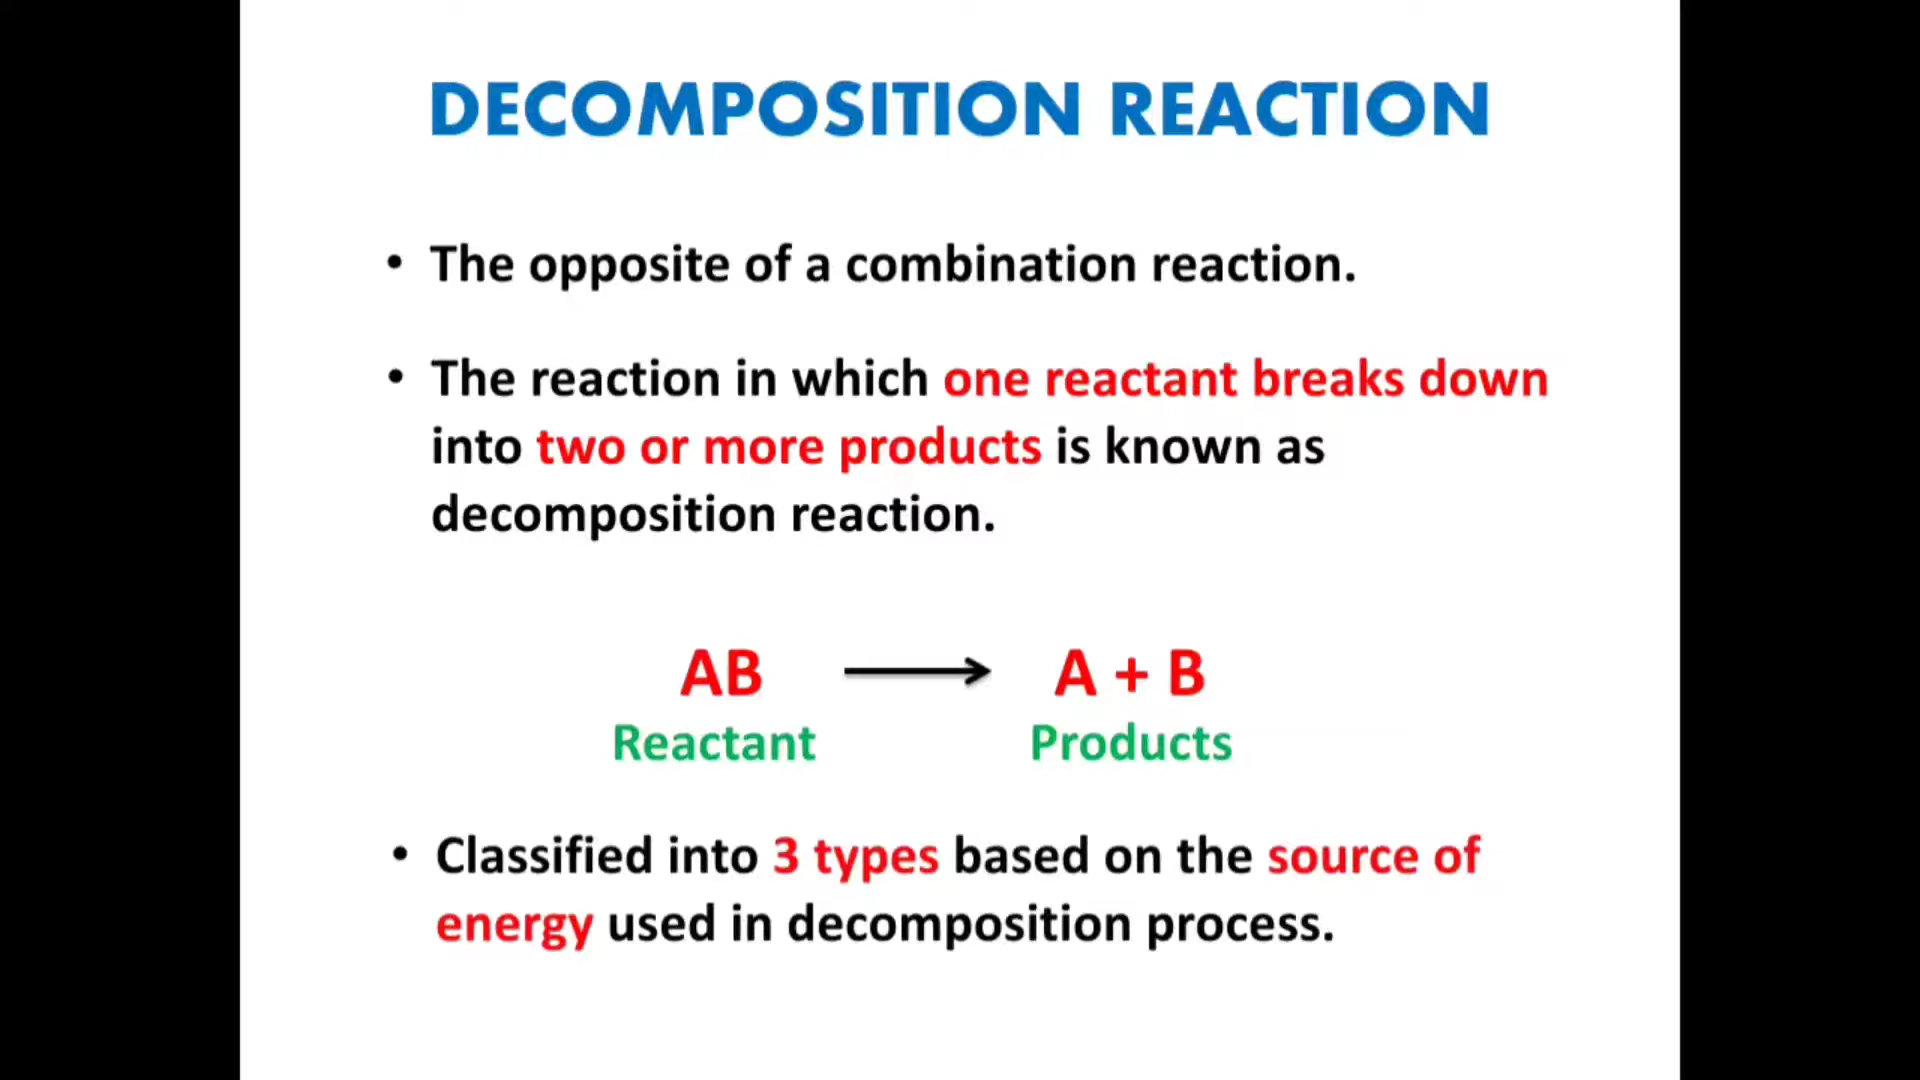 DECOMPOSITION REACTION
• The opposite of a combination reaction.
• The reaction in which one reactant breaks down
into two or more products is known as
decomposition reaction.
AB ⟶ A + B
Reactant Products
• Classified into 3 types based on the source of
energy used in decomposition process.